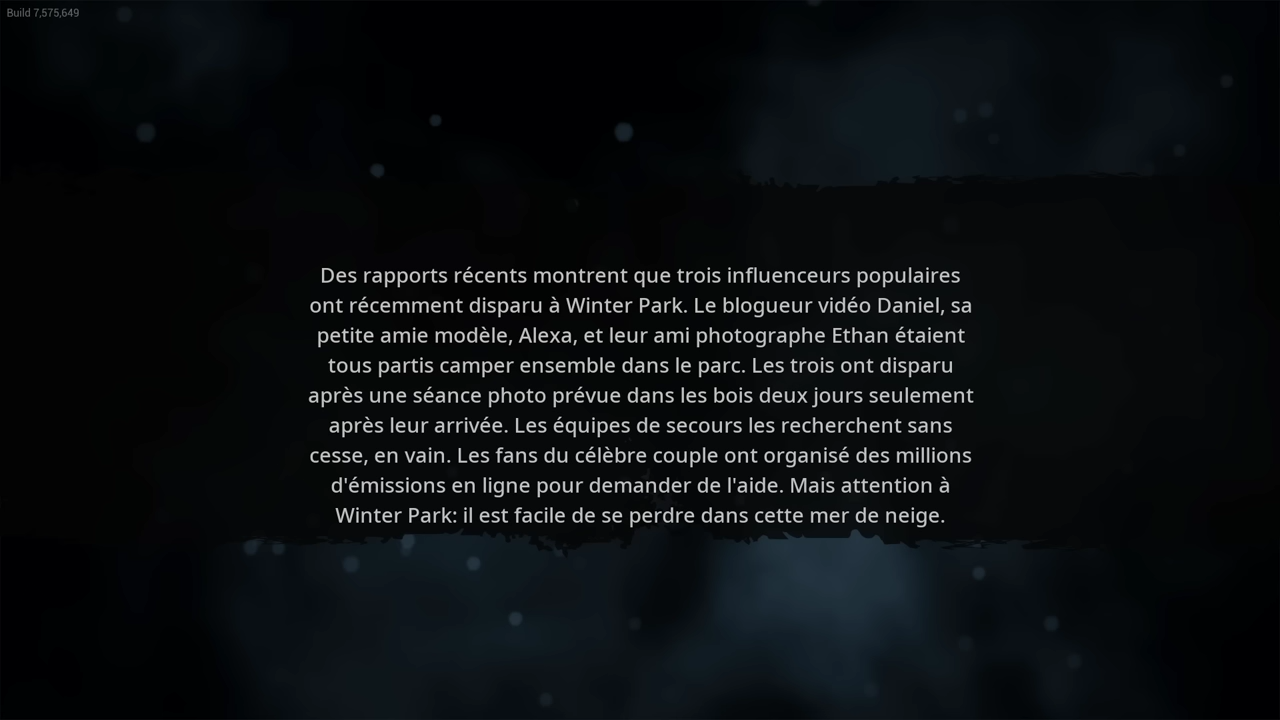 Build 7,575,649
Des rapports récents montrent que trois influenceurs populaires
ont récemment disparu à Winter Park. Le blogueur vidéo Daniel, sa
petite amie modèle, Alexa, et leur ami photographe Ethan étaient
tous partis camper ensemble dans le parc. Les trois ont disparu
après une séance photo prévue dans les bois deux jours seulement
après leur arrivée. Les équipes de secours les recherchent sans
cesse, en vain. Les fans du célèbre couple ont organisé des millions
d'émissions en ligne pour demander de l'aide. Mais attention à
Winter Park: il est facile de se perdre dans cette mer de neige.